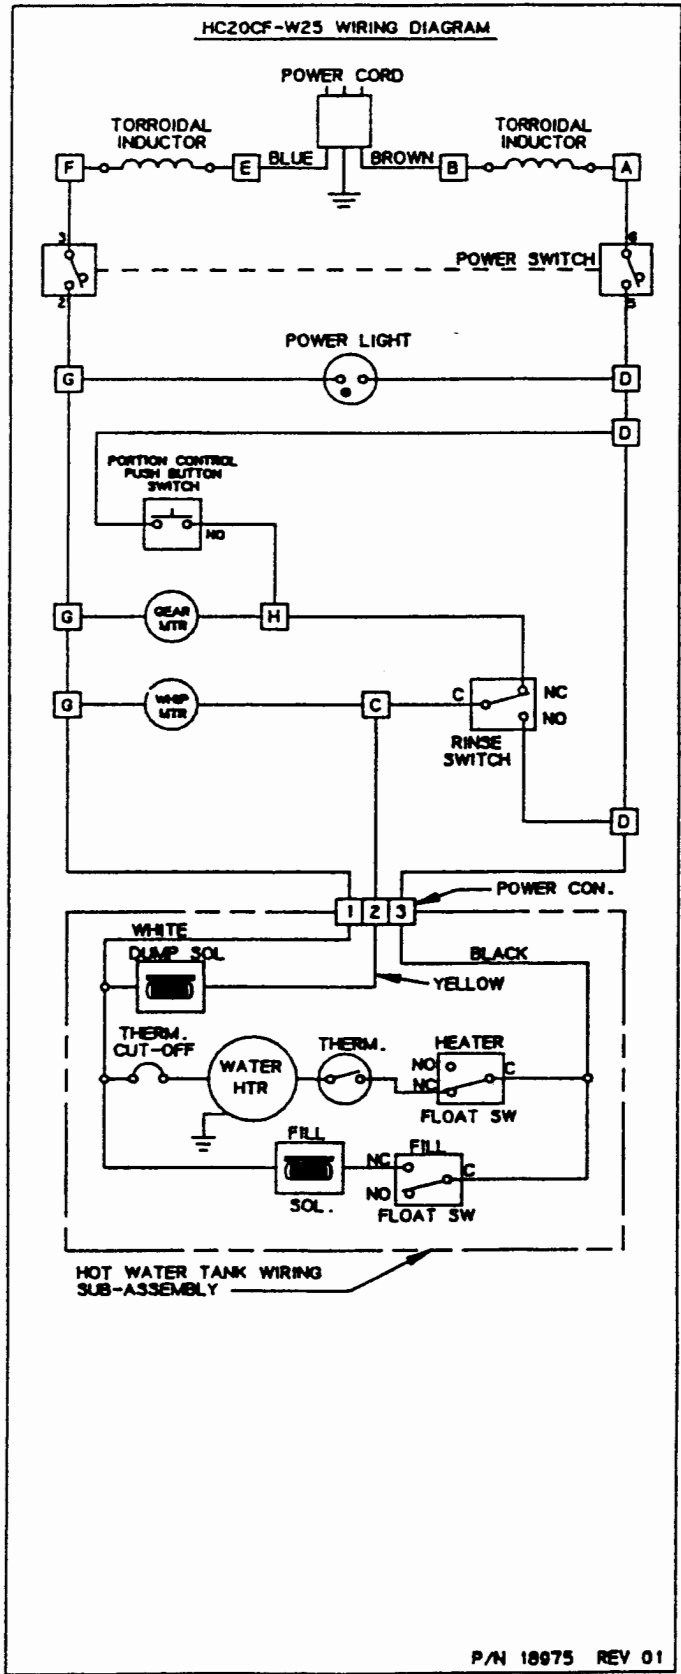 HC20CF-W25 WIRING DIAGRAM
POWER CORD
TORROIDAL
INDUCTOR
TORROIDAL
INDUCTOR
F
E
BLUE
BROWN
B
A
3
6
POWER SWITCH
2
5
POWER LIGHT
G
D
D
PORTION CONTROL
PUSH BUTTON
SWITCH
NO
G
GEAR
MTR
H
G
WHIP
MTR
C
C
NC
NO
RINSE
SWITCH
D
POWER CON.
1 2 3
WHITE
BLACK
DUMP SOL
YELLOW
THERM.
CUT-OFF
WATER
HTR
THERM.
HEATER
NO
NC
C
FLOAT SW
FILL
SOL.
FILL
NC
C
NO
FLOAT SW
HOT WATER TANK WIRING
SUB-ASSEMBLY
P/N 18975 REV 01